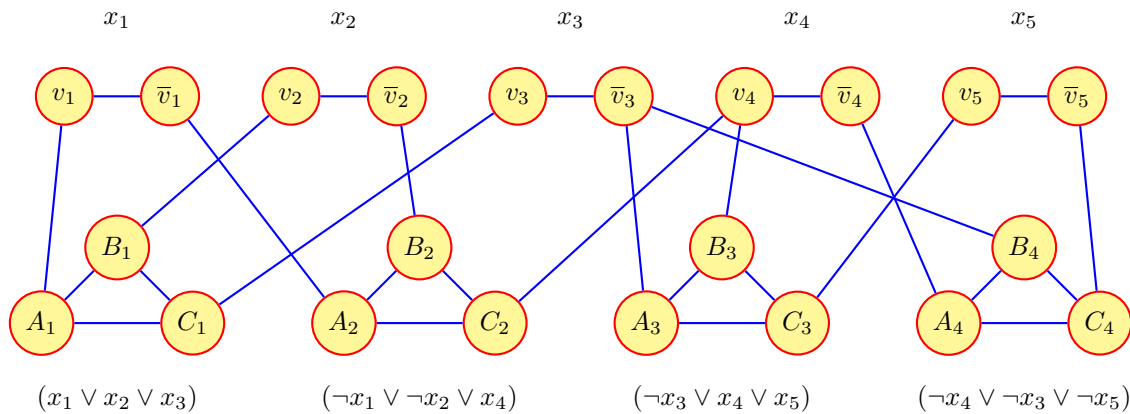 x₁ x₂ x₃ x₄ x₅
v₁ v̅₁ v₂ v̅₂ v₃ v̅₃ v₄ v̅₄ v₅ v̅₅
B₁ B₂ B₃ B₄
A₁ C₁ A₂ C₂ A₃ C₃ A₄ C₄
(x₁ ∨ x₂ ∨ x₃) (¬x₁ ∨ ¬x₂ ∨ x₄) (¬x₃ ∨ x₄ ∨ x₅) (¬x₄ ∨ ¬x₃ ∨ ¬x₅)